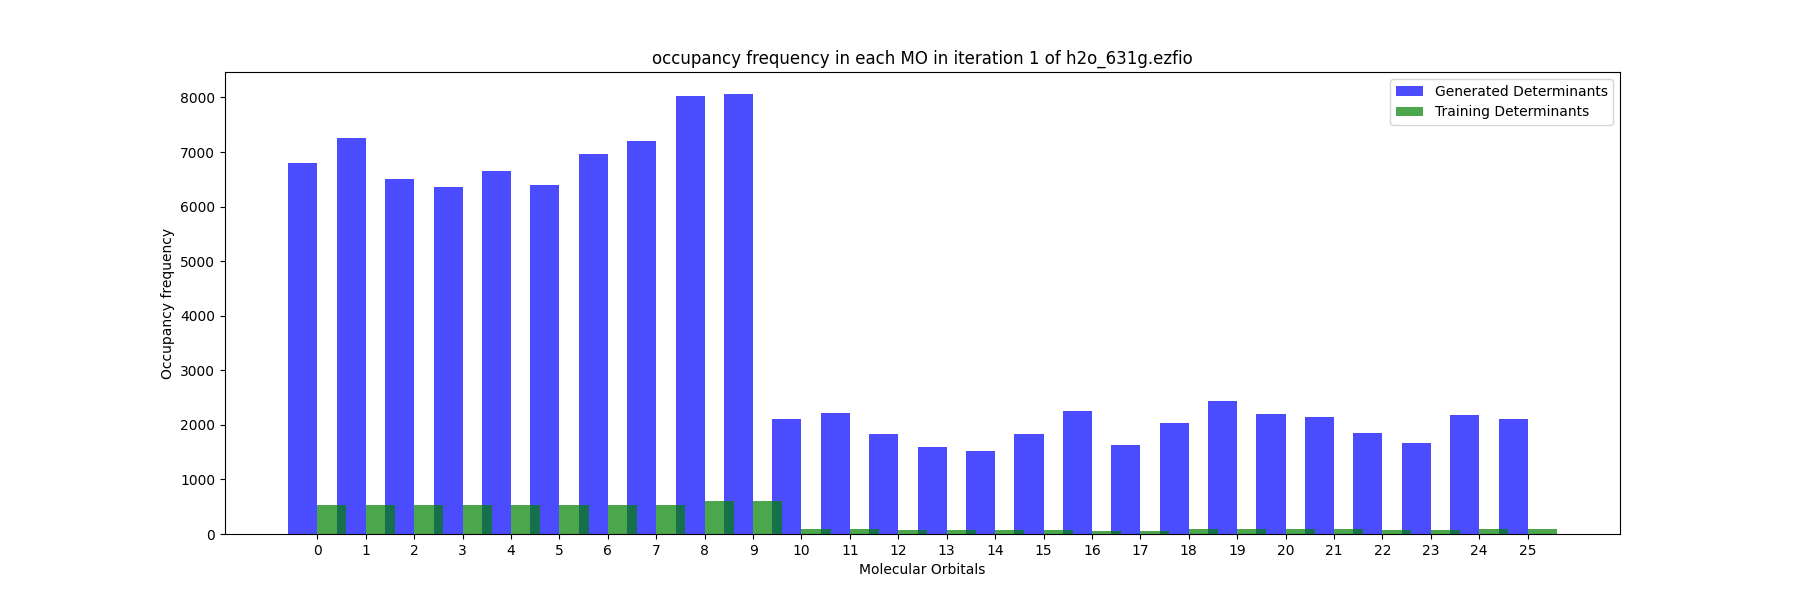 occupancy frequency in each MO in iteration 1 of h2o_631g.ezfio
Generated Determinants
Training Determinants
8000
7000
6000
5000
4000
3000
2000
1000
0
Occupancy frequency
0 1 2 3 4 5 6 7 8 9 10 11 12 13 14 15 16 17 18 19 20 21 22 23 24 25
Molecular Orbitals